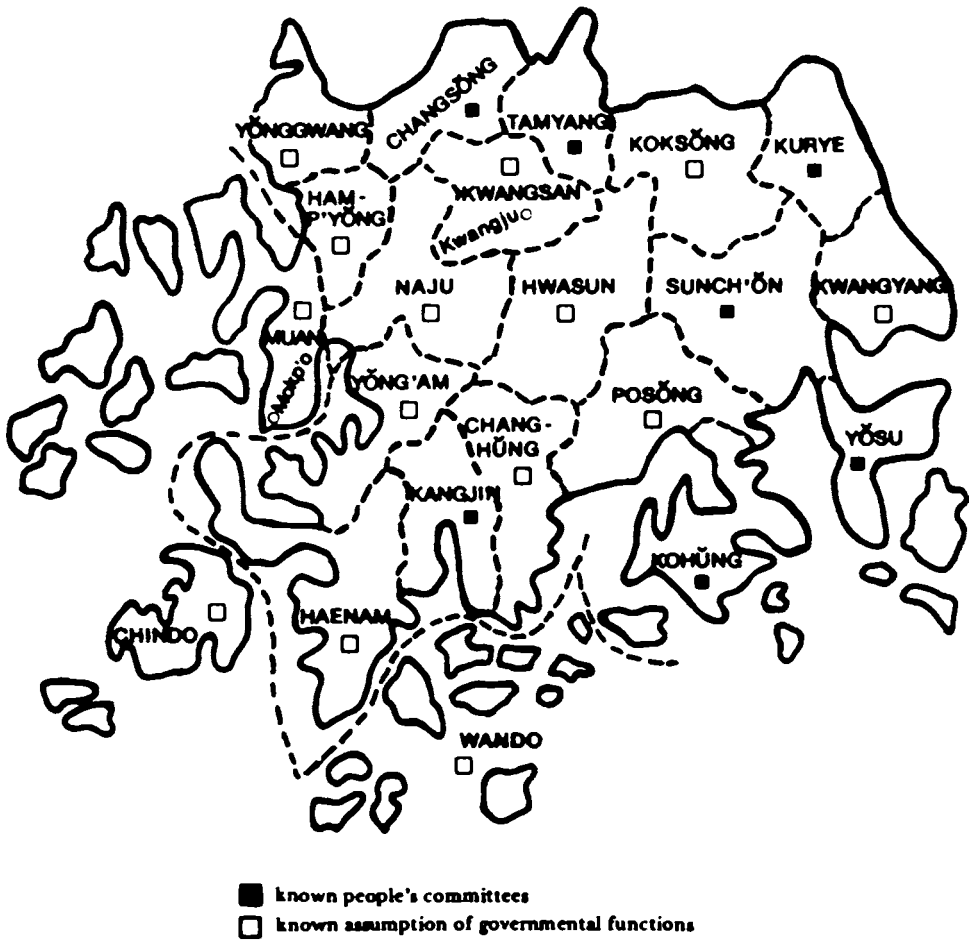 CHANGSŎNG
YŎNGGWANG
TAMYANG
KOKSŎNG
KURYE
KWANGSAN
HAM-
P'YŎNG
Kwangju
NAJU
HWASUN
SUNCH'ŎN
KWANGYANG
MUAN
Mokp'o
YŎNG'AM
POSŎNG
CHANG-
HŬNG
YŎSU
KANGJIN
KOHŬNG
CHINDO
HAENAM
WANDO
known people's committees
known assumption of governmental functions